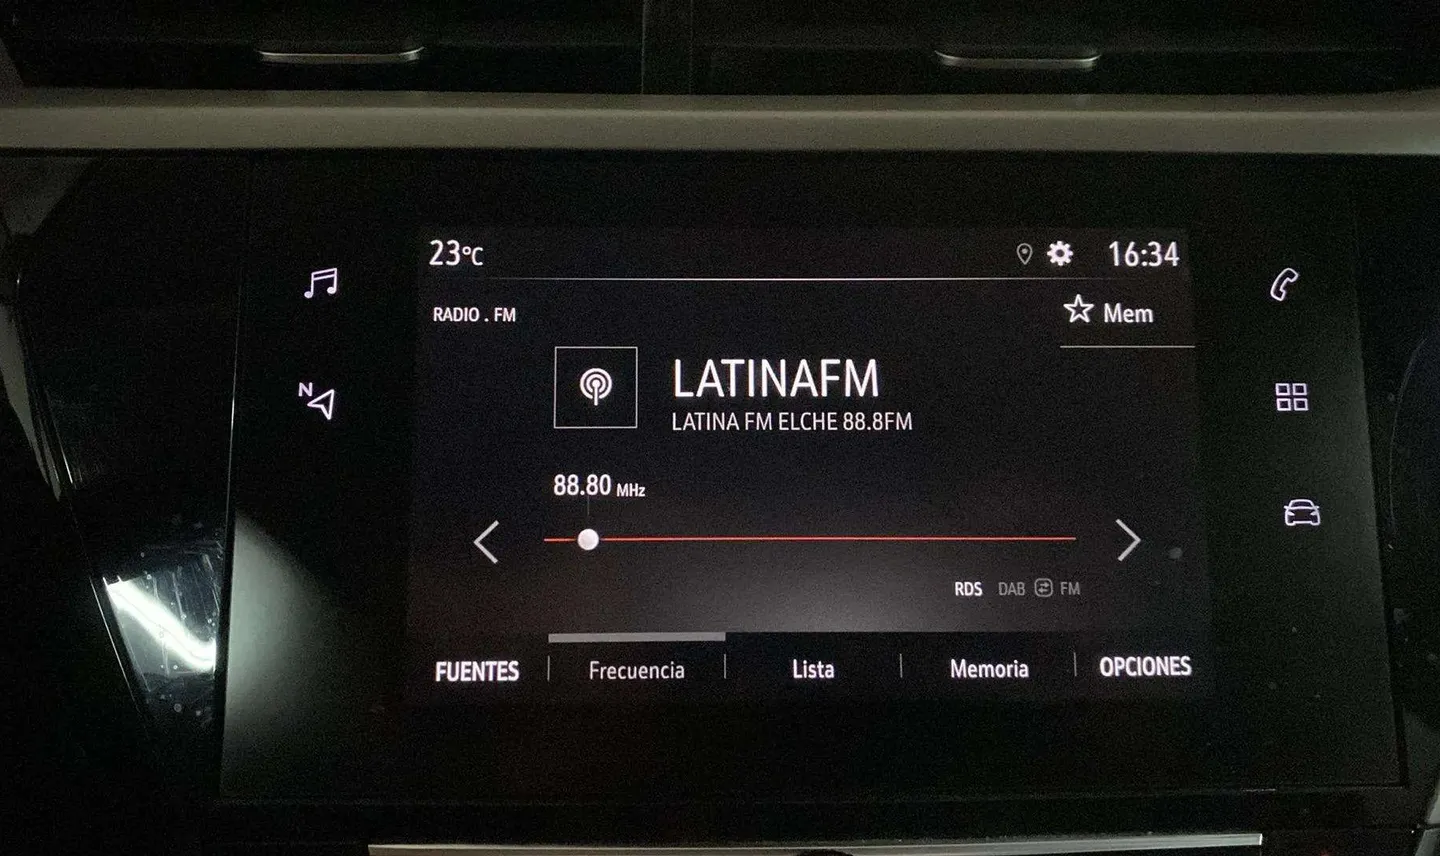 23°C
16:34
RADIO . FM
Mem
LATINAFM
LATINA FM ELCHE 88.8FM
N
88.80 MHz
RDS DAB FM
FUENTES
Frecuencia
Lista
Memoria
OPCIONES